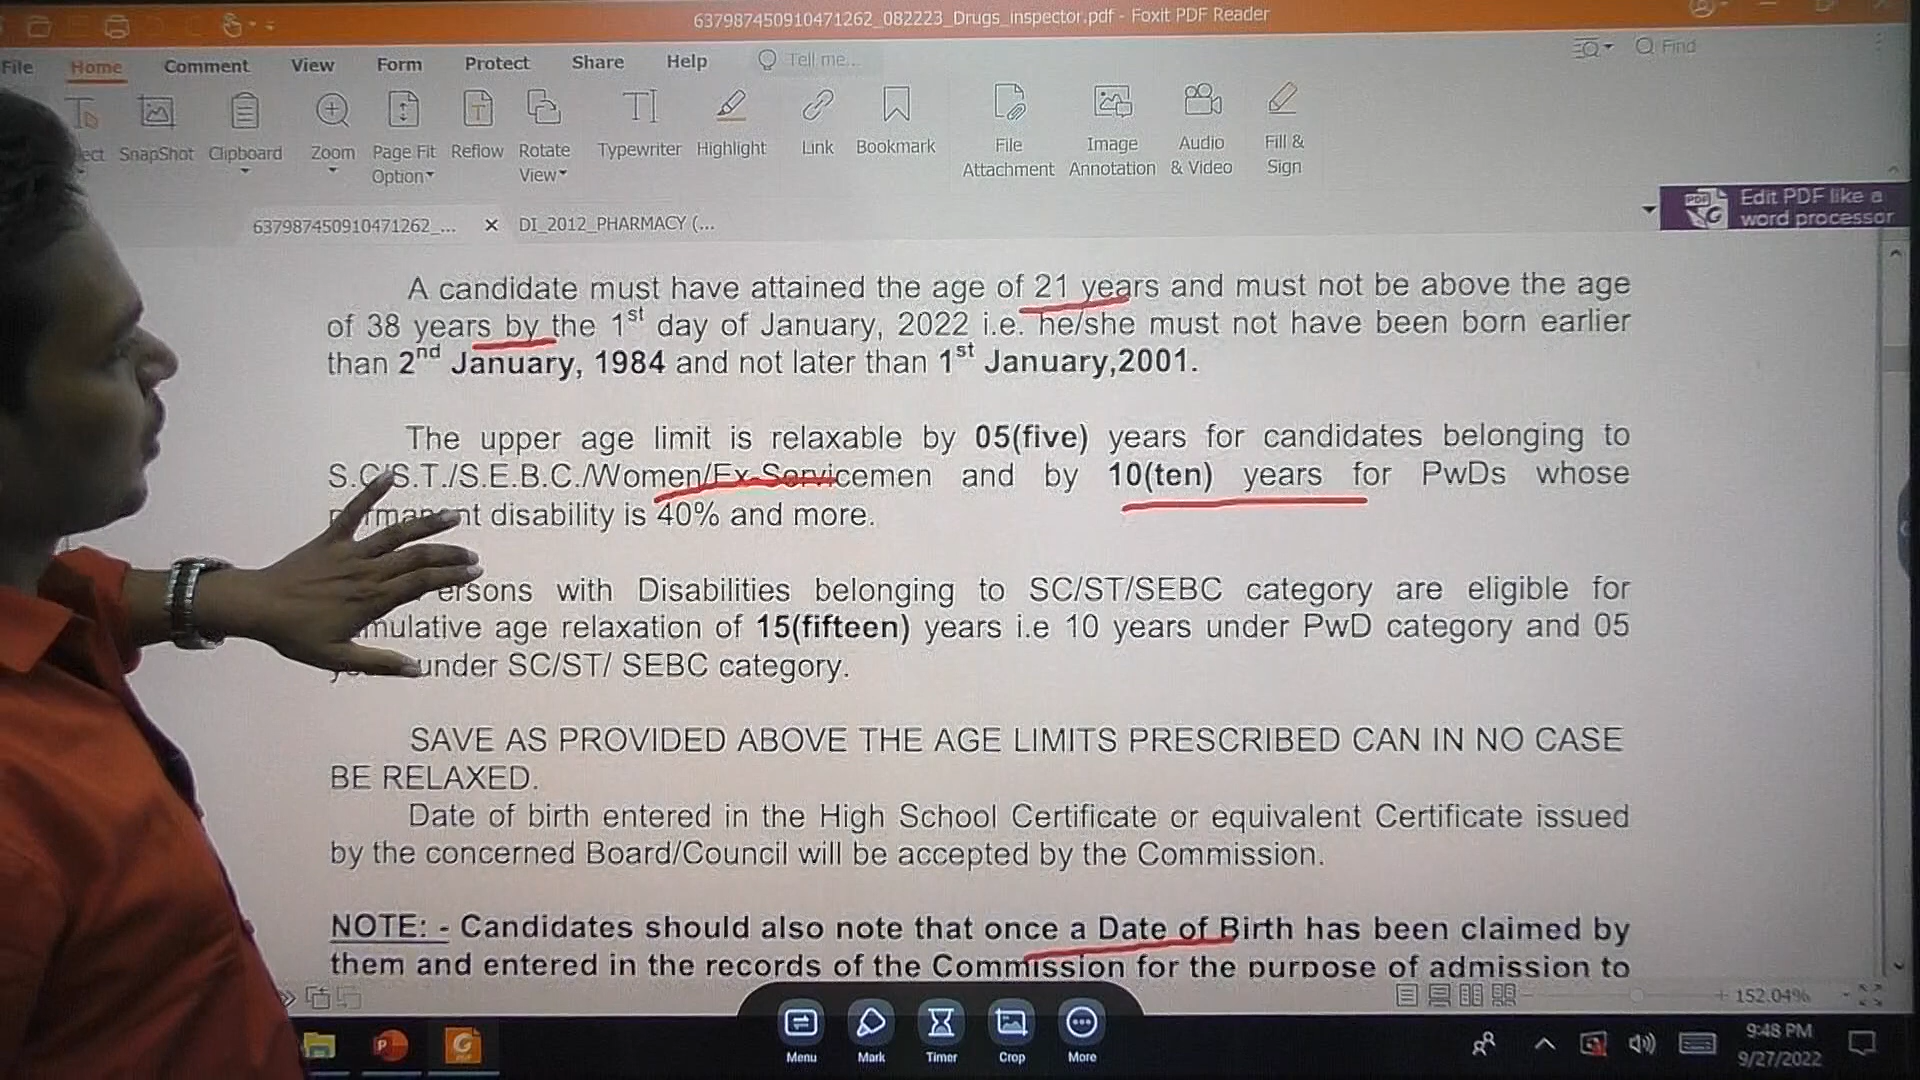 637987450910471262_082223_Drugs_inspector.pdf - Foxit PDF Reader
File Home Comment View Form Protect Share Help Tell me... Find
SnapShot Clipboard Zoom Page Fit Option Reflow Rotate View Typewriter Highlight Link Bookmark File Attachment Image Annotation Audio & Video Fill & Sign
Edit PDF like a
word processor
637987450910471262_... × DI_2012_PHARMACY (...
A candidate must have attained the age of 21 years and must not be above the age
of 38 years by the 1st day of January, 2022 i.e. he/she must not have been born earlier
than 2nd January, 1984 and not later than 1st January,2001.
The upper age limit is relaxable by 05(five) years for candidates belonging to
S.C/S.T./S.E.B.C./Women/Ex-Servicemen and by 10(ten) years for PwDs whose
disability is 40% and more.
with Disabilities belonging to SC/ST/SEBC category are eligible for
age relaxation of 15(fifteen) years i.e 10 years under PwD category and 05
under SC/ST/ SEBC category.
SAVE AS PROVIDED ABOVE THE AGE LIMITS PRESCRIBED CAN IN NO CASE
BE RELAXED.
Date of birth entered in the High School Certificate or equivalent Certificate issued
by the concerned Board/Council will be accepted by the Commission.
NOTE: - Candidates should also note that once a Date of Birth has been claimed by
them and entered in the records of the Commission for the purpose of admission to
152.04%
Menu Mark Timer Crop More
9:48 PM
9/27/2022